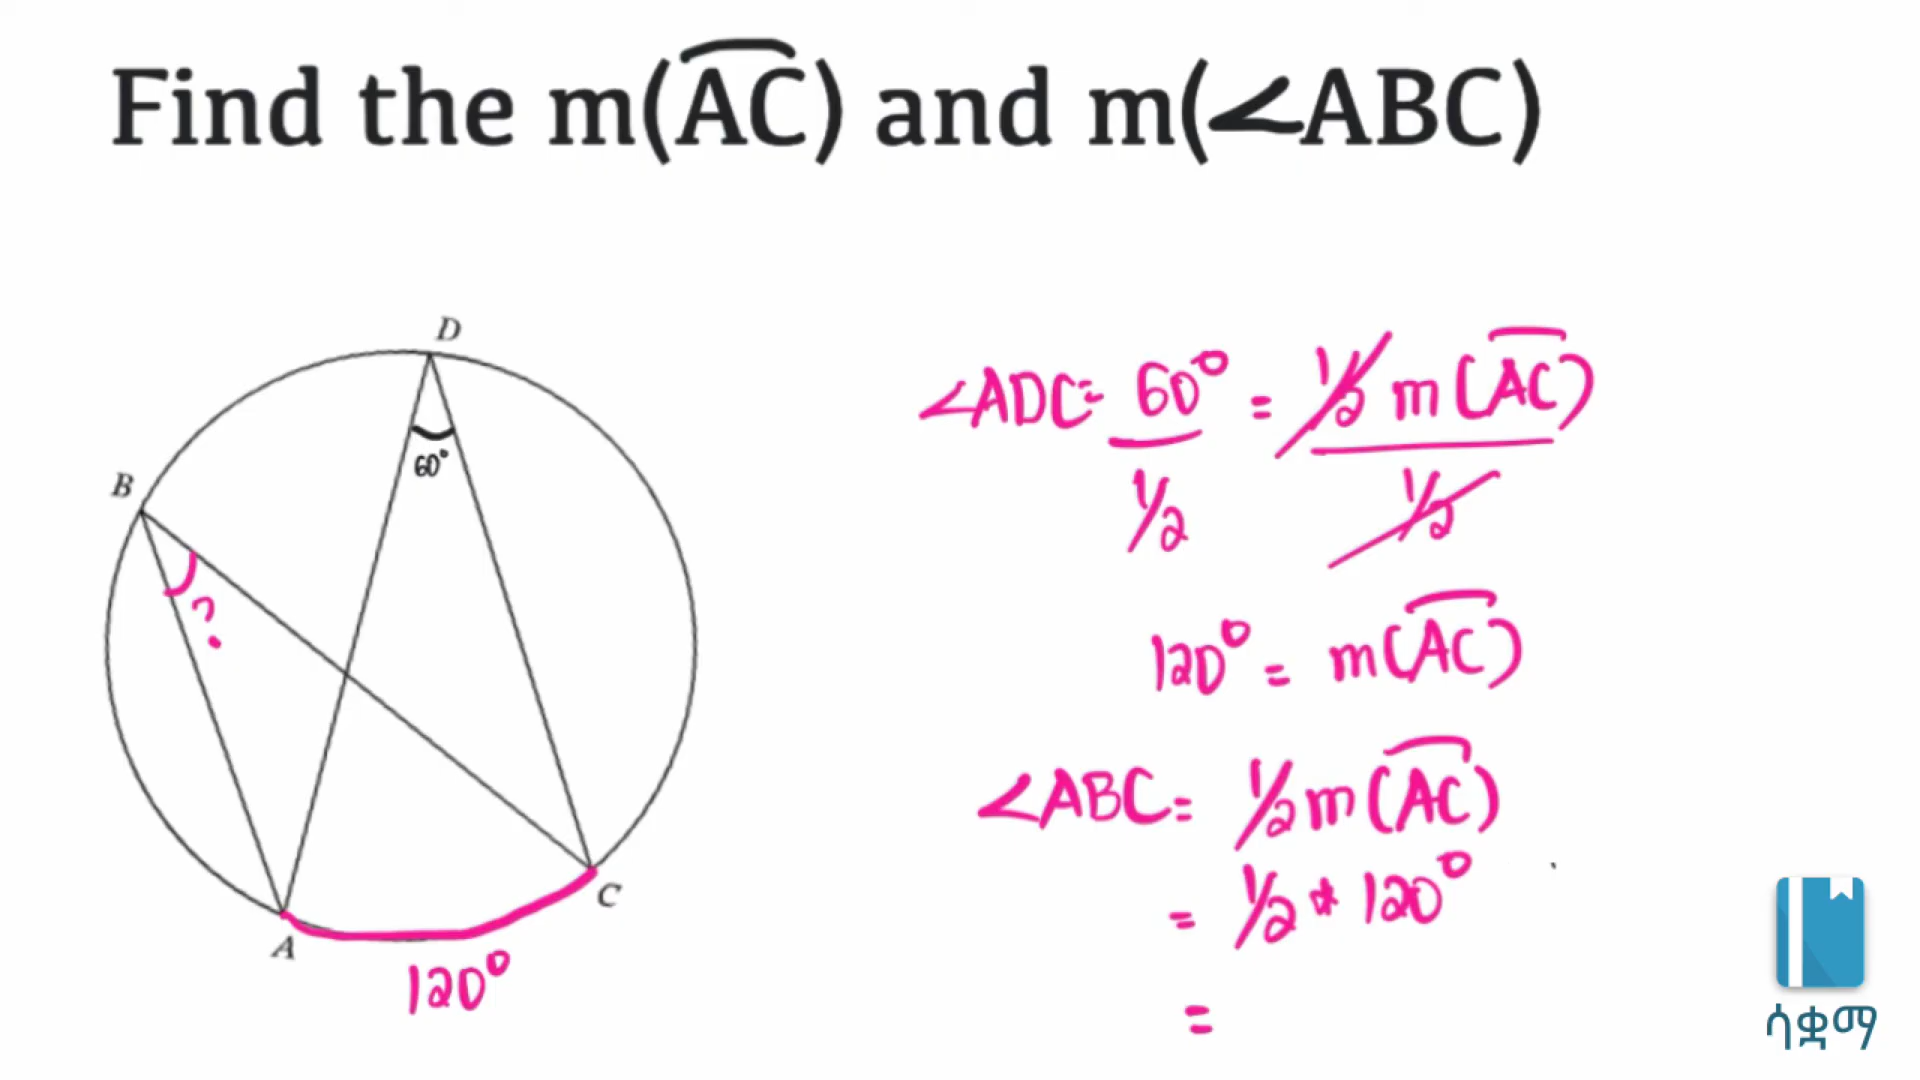 Find the m(AC) and m(∠ABC)
D
60°
B
?
A
C
120°
∠ADC = 60° = 1/2 m(AC)
1/2 1/2
120° = m(AC)
∠ABC = 1/2 m(AC)
= 1/2 * 120°
=
ሳቋማ